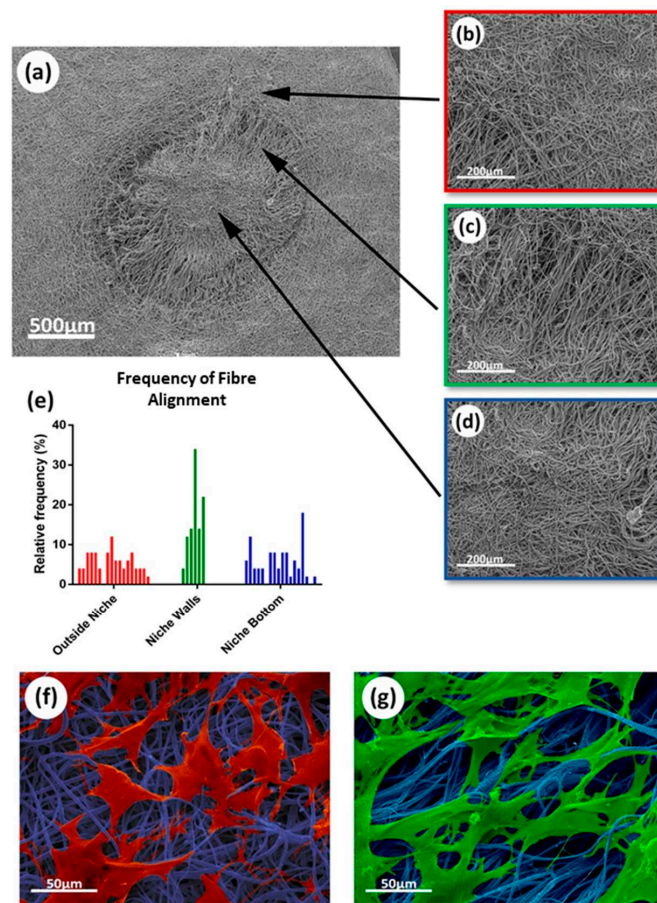 (a)
500μm
(b)
200μm
(c)
200μm
(d)
200μm
(e)
Frequency of Fibre
Alignment
Relative frequency (%)
40
30
20
10
0
Outside Niche
Niche Walls
Niche Bottom
(f)
50μm
(g)
50μm